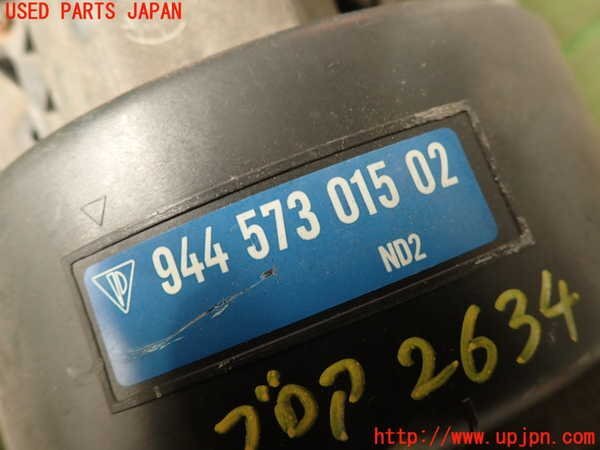 USED PARTS JAPAN
944 573 015 02
ND2
ブロア 2634
http://www.upjpn.com/